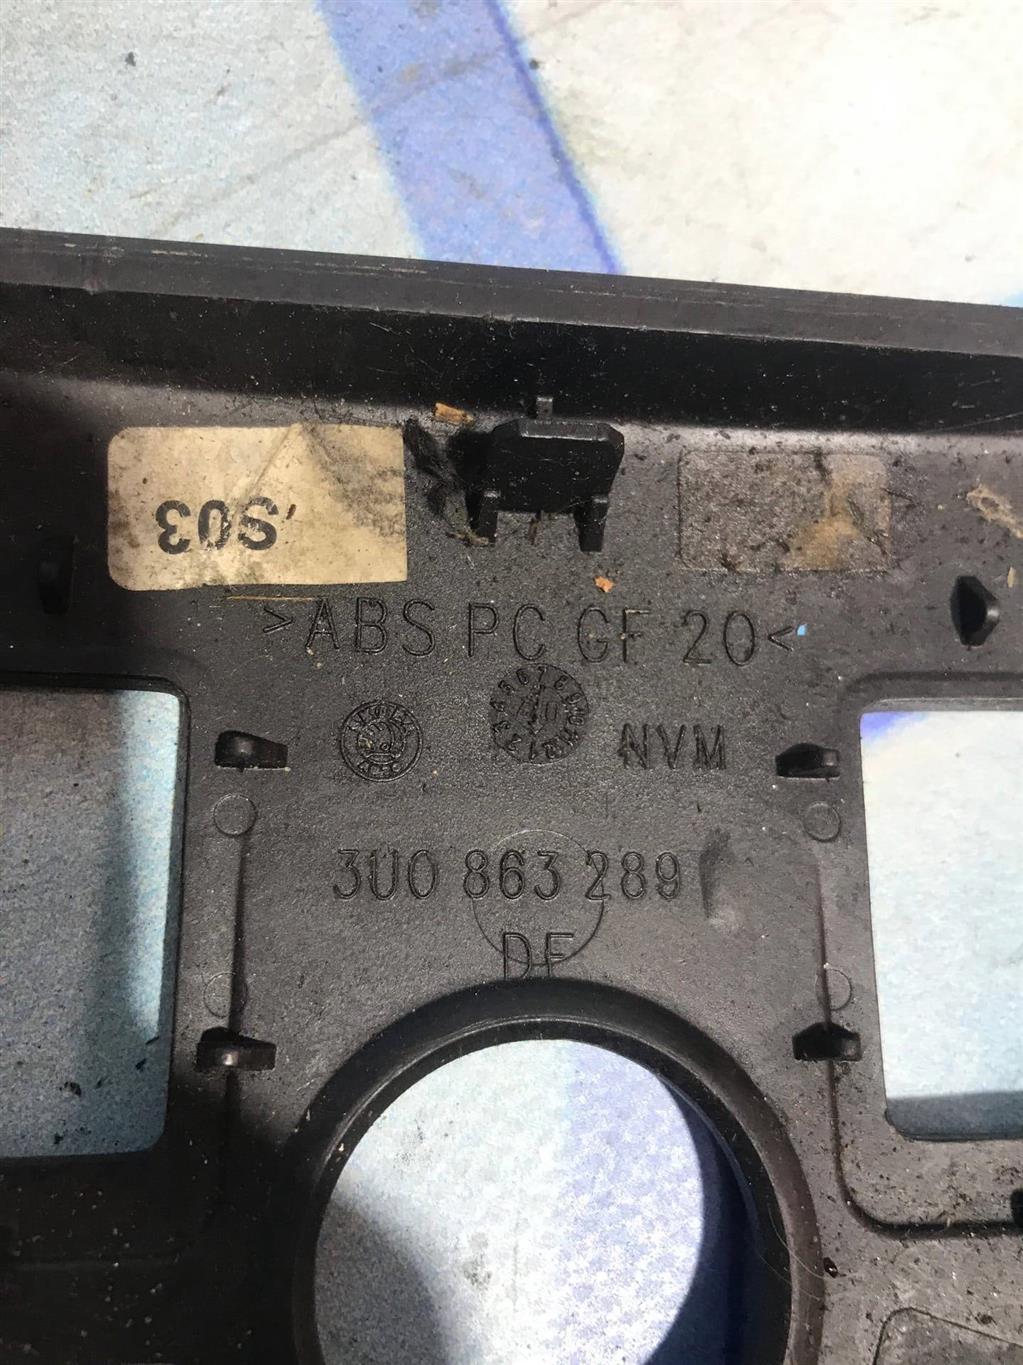 ,S03
>ABS PC GF 20<
NVM
3U0 863 289
DF